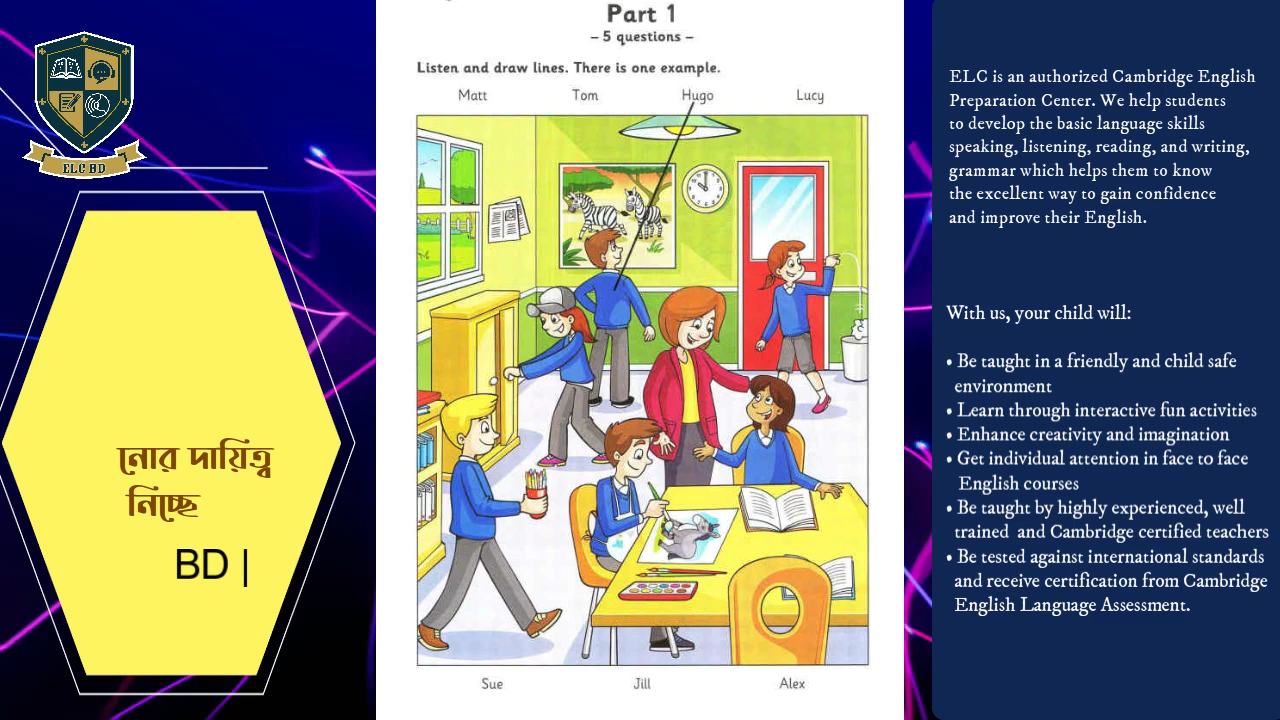 ELC BD
নোর দায়িত্ব
নিচ্ছে
BD |
Part 1
– 5 questions –
Listen and draw lines. There is one example.
Matt Tom Hugo Lucy
Sue Jill Alex
ELC is an authorized Cambridge English
Preparation Center. We help students
to develop the basic language skills
speaking, listening, reading, and writing,
grammar which helps them to know
the excellent way to gain confidence
and improve their English.
With us, your child will:
• Be taught in a friendly and child safe
environment
• Learn through interactive fun activities
• Enhance creativity and imagination
• Get individual attention in face to face
English courses
• Be taught by highly experienced, well
trained and Cambridge certified teachers
• Be tested against international standards
and receive certification from Cambridge
English Language Assessment.